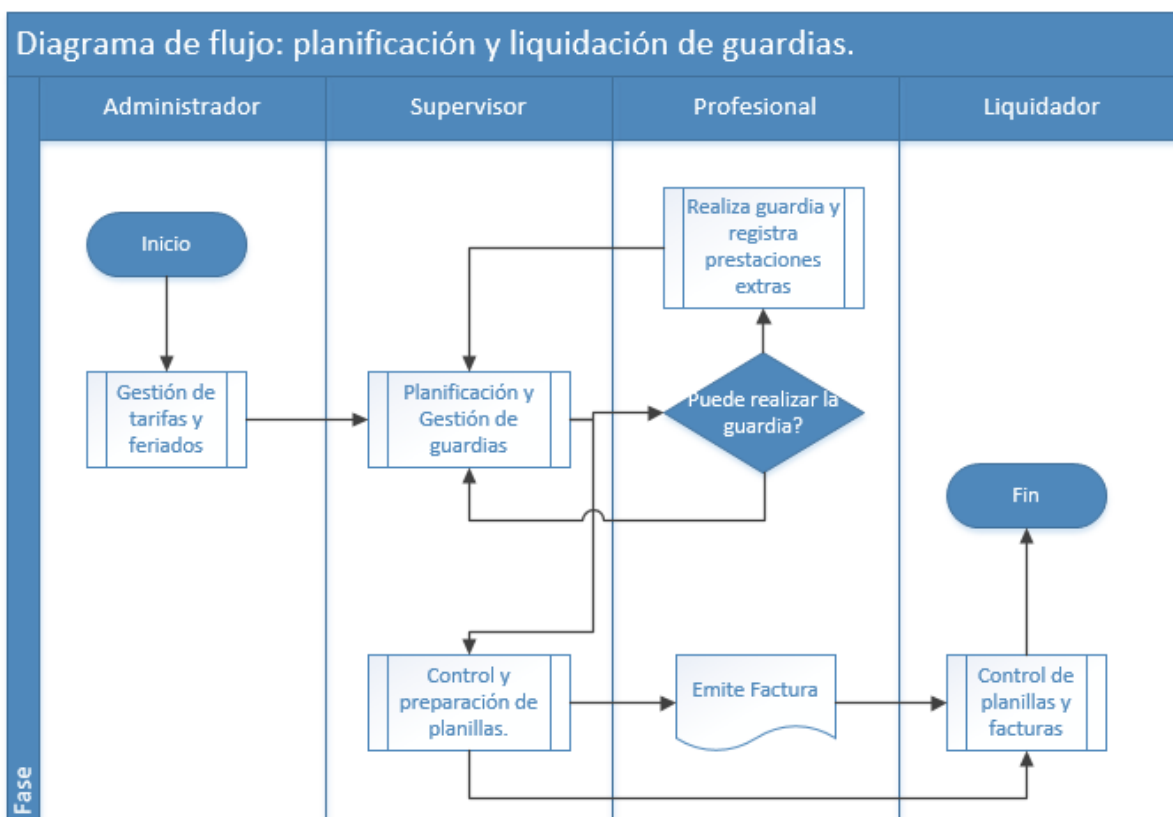 Diagrama de flujo: planificación y liquidación de guardias.
Administrador
Supervisor
Profesional
Liquidador
Inicio
Realiza guardia y
registra
prestaciones
extras
Gestión de
tarifas y
feriados
Planificación y
Gestión de
guardias
Puede realizar la
guardia?
Fin
Control y
preparación de
planillas.
Emite Factura
Control de
planillas y
facturas
Fase